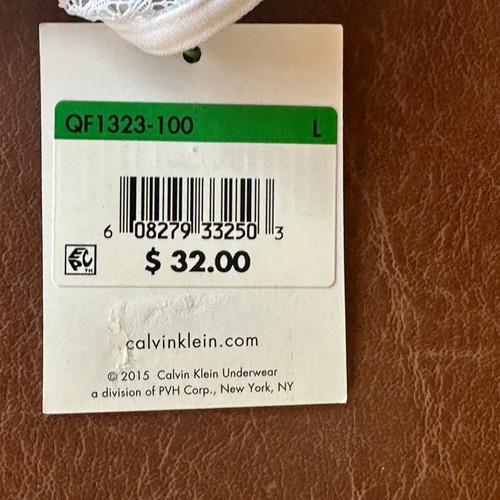 QF1323-100 L
6 08279 33250 3
EPC™
$ 32.00
calvinklein.com
© 2015 Calvin Klein Underwear
a division of PVH Corp., New York, NY